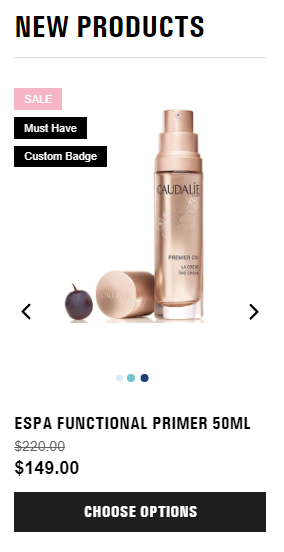 NEW PRODUCTS
SALE
Must Have
Custom Badge
CAUDALIE
PREMIER CRU
LA CRÈME
THE CREAM
ESPA FUNCTIONAL PRIMER 50ML
$220.00
$149.00
CHOOSE OPTIONS